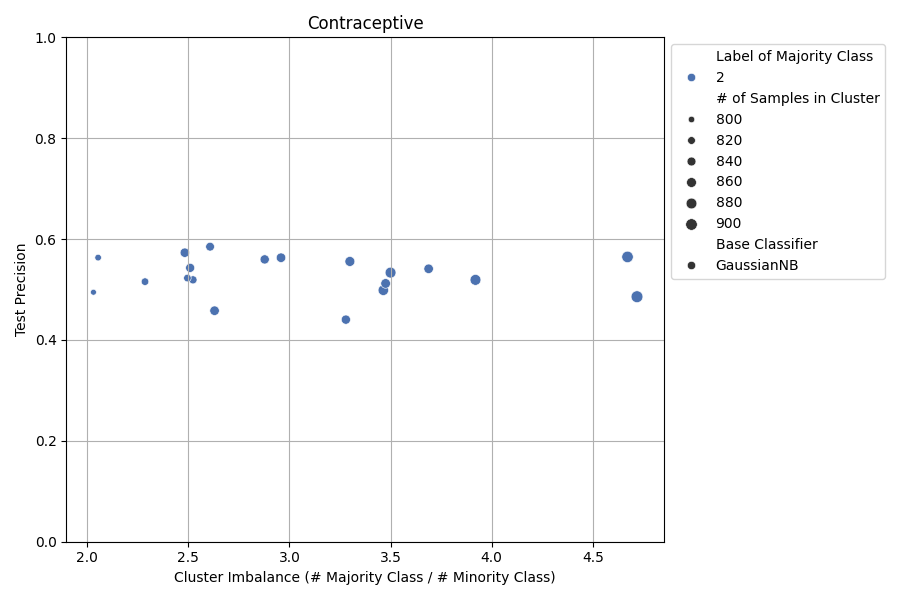 Contraceptive
1.0
0.8
0.6
0.4
0.2
0.0
Test Precision
2.0
2.5
3.0
3.5
4.0
4.5
Cluster Imbalance (# Majority Class / # Minority Class)
Label of Majority Class
2
# of Samples in Cluster
800
820
840
860
880
900
Base Classifier
GaussianNB